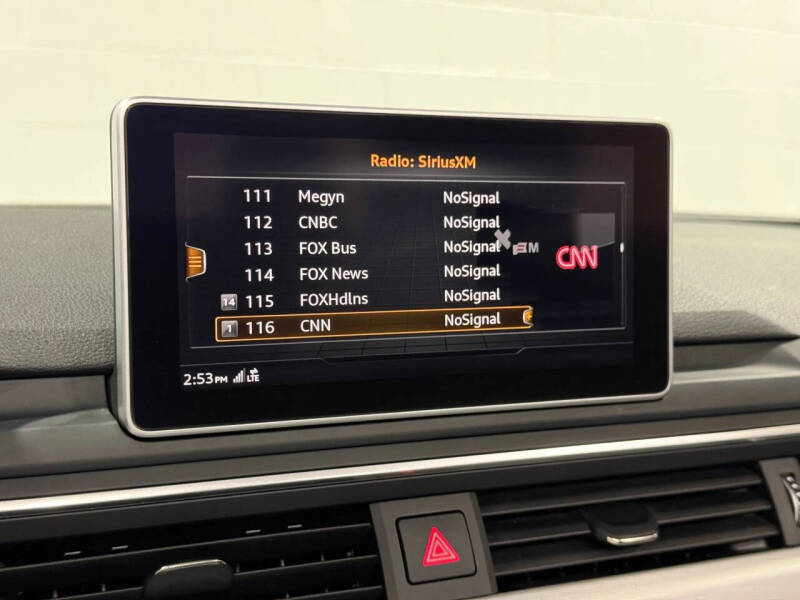 Radio: SiriusXM
111 Megyn NoSignal
112 CNBC NoSignal
113 FOX Bus NoSignal
114 FOX News NoSignal
14 115 FOXHdlns NoSignal
1 116 CNN NoSignal
CNN
2:53PM LTE